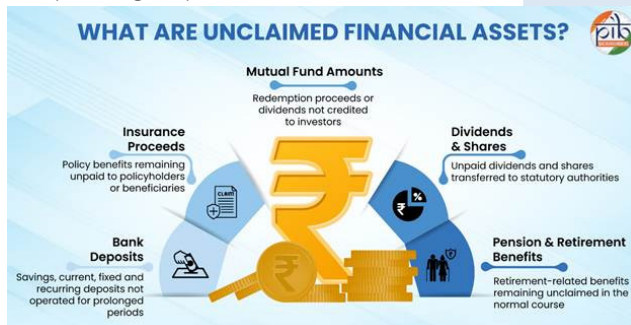 WHAT ARE UNCLAIMED FINANCIAL ASSETS?
pib
Mutual Fund Amounts
Redemption proceeds or
dividends not credited
to investors
Insurance
Proceeds
Policy benefits remaining
unpaid to policyholders
or beneficiaries
CLAIM
Dividends
& Shares
Unpaid dividends and shares
transferred to statutory authorities
₹
%
Bank
Deposits
Savings, current, fixed and
recurring deposits not
operated for prolonged
periods
₹
₹
Pension & Retirement
Benefits
Retirement-related benefits
remaining unclaimed in the
normal course